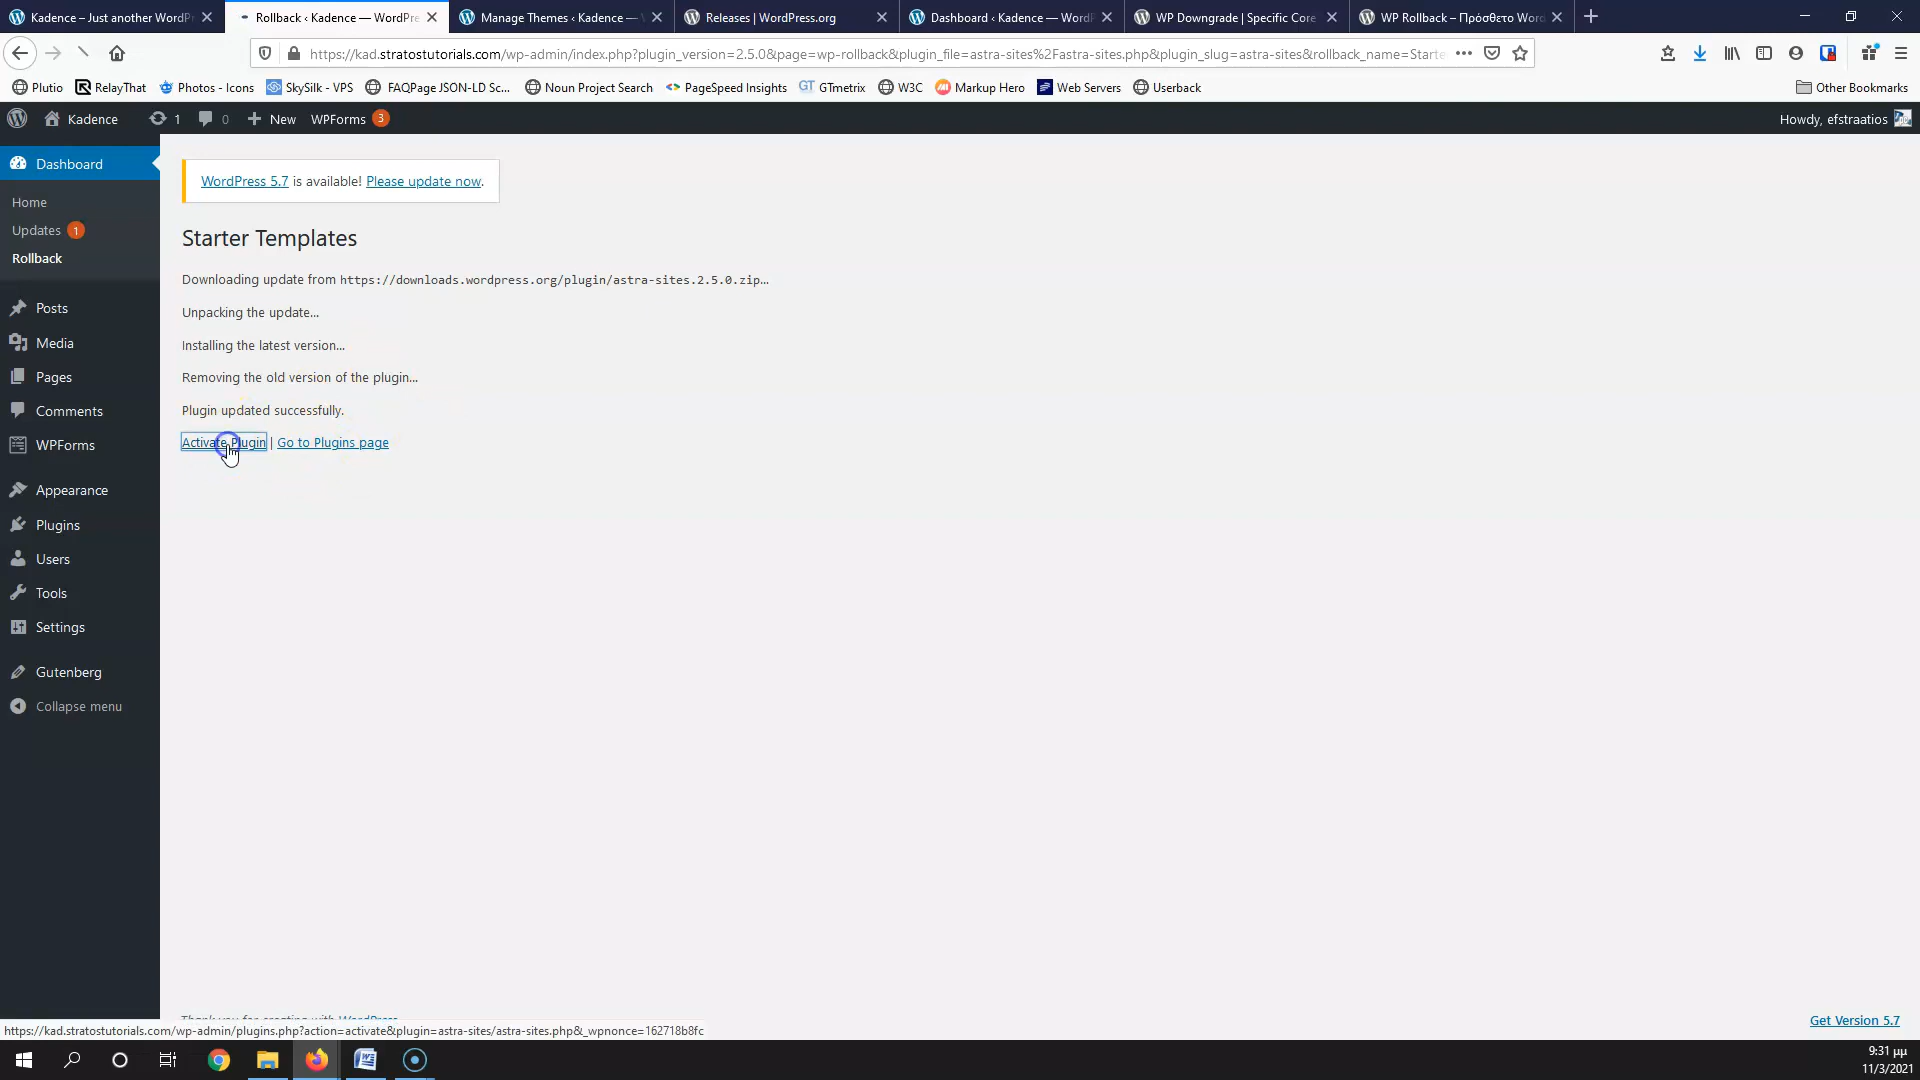 Kadence – Just another WordPr
Rollback ‹ Kadence — WordPre
Manage Themes ‹ Kadence —
Releases | WordPress.org
Dashboard ‹ Kadence — WordP
WP Downgrade | Specific Core
WP Rollback – Πρόσθετο Word
https://kad.stratostutorials.com/wp-admin/index.php?plugin_version=2.5.0&page=wp-rollback&plugin_file=astra-sites%2Fastra-sites.php&plugin_slug=astra-sites&rollback_name=Starte
Plutio
RelayThat
Photos - Icons
SkySilk - VPS
FAQPage JSON-LD Sc...
Noun Project Search
PageSpeed Insights
GTmetrix
W3C
Markup Hero
Web Servers
Userback
Other Bookmarks
Kadence
1
0
New
WPForms 3
Howdy, efstraatios
Dashboard
Home
Updates 1
Rollback
Posts
Media
Pages
Comments
WPForms
Appearance
Plugins
Users
Tools
Settings
Gutenberg
Collapse menu
WordPress 5.7 is available! Please update now.
Starter Templates
Downloading update from https://downloads.wordpress.org/plugin/astra-sites.2.5.0.zip…
Unpacking the update…
Installing the latest version…
Removing the old version of the plugin…
Plugin updated successfully.
Activate Plugin | Go to Plugins page
Thank you for creating with WordPress.
Get Version 5.7
https://kad.stratostutorials.com/wp-admin/plugins.php?action=activate&plugin=astra-sites/astra-sites.php&_wpnonce=162718b8fc
9:31 μμ
11/3/2021